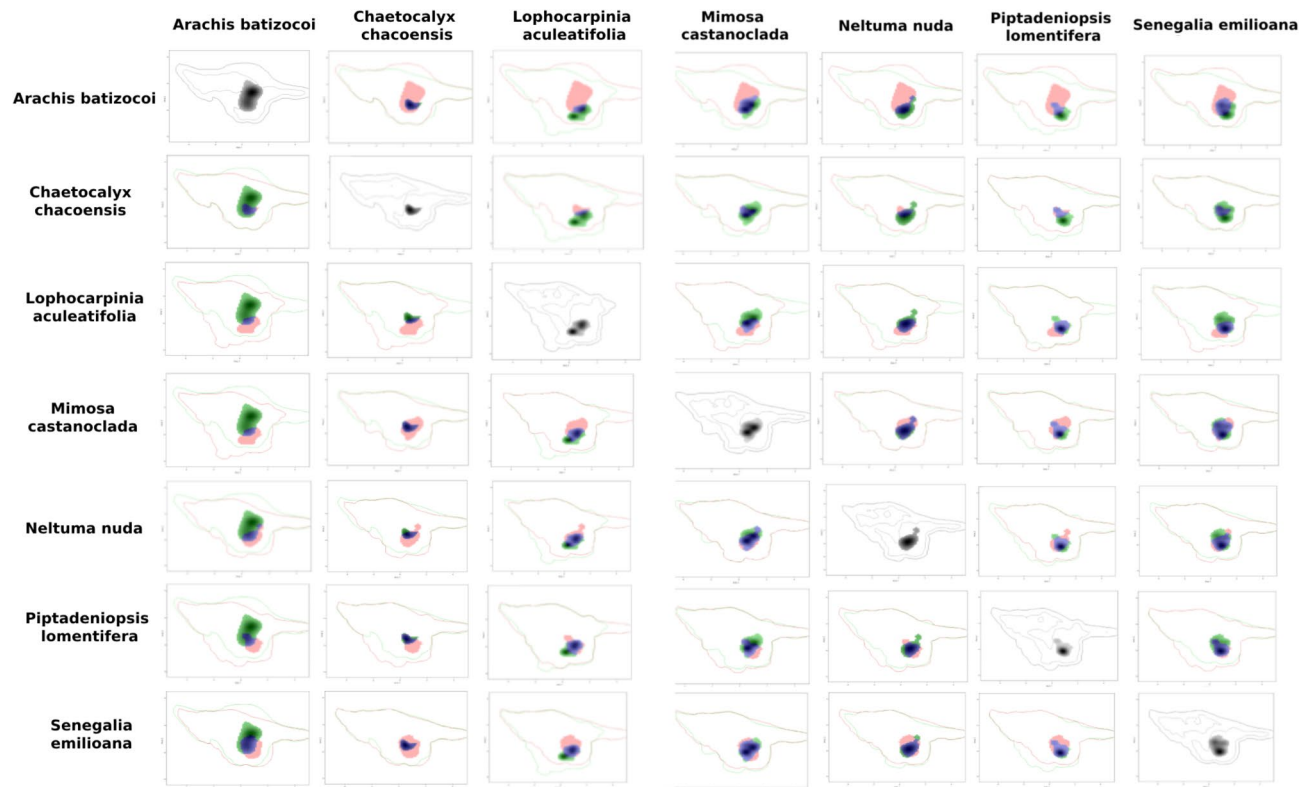 Arachis batizocoi
Chaetocalyx
chacoensis
Lophocarpinia
aculeatifolia
Mimosa
castanoclada
Neltuma nuda
Piptadeniopsis
lomentifera
Senegalia emilioana
Arachis batizocoi
Chaetocalyx
chacoensis
Lophocarpinia
aculeatifolia
Mimosa
castanoclada
Neltuma nuda
Piptadeniopsis
lomentifera
Senegalia
emilioana